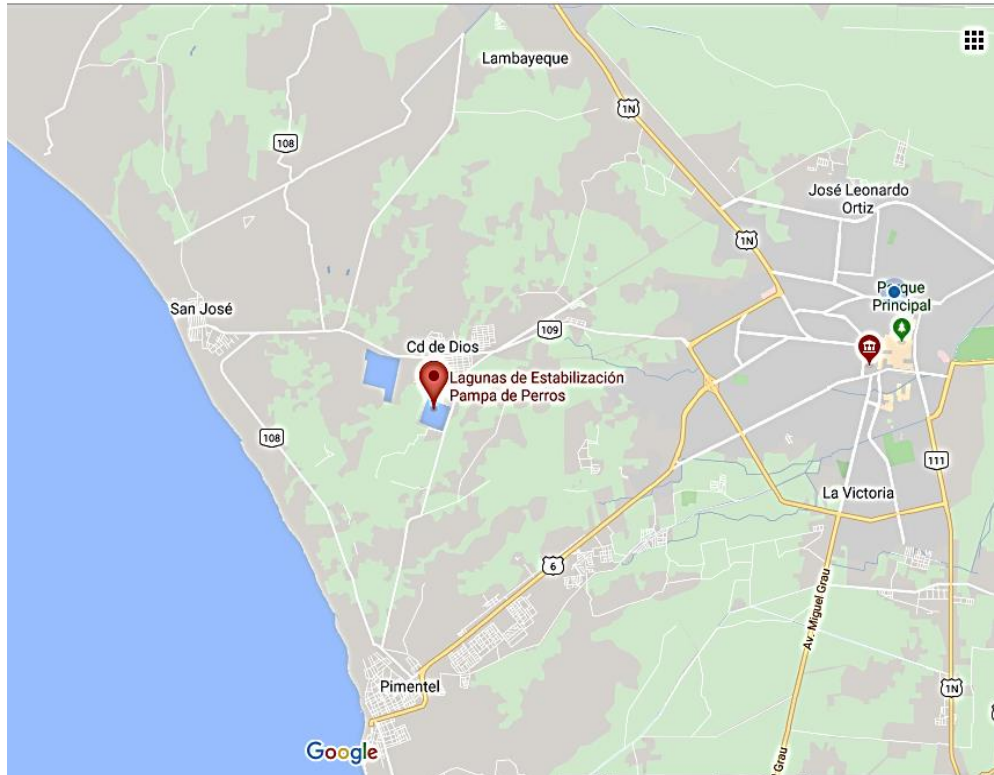 Lambayeque
1N
108
José Leonardo
Ortiz
1N
Parque
Principal
San José
109
Cd de Dios
Lagunas de Estabilización
Pampa de Perros
108
111
La Victoria
6
Av. Miguel Grau
Pimentel
1N
Google
Grau